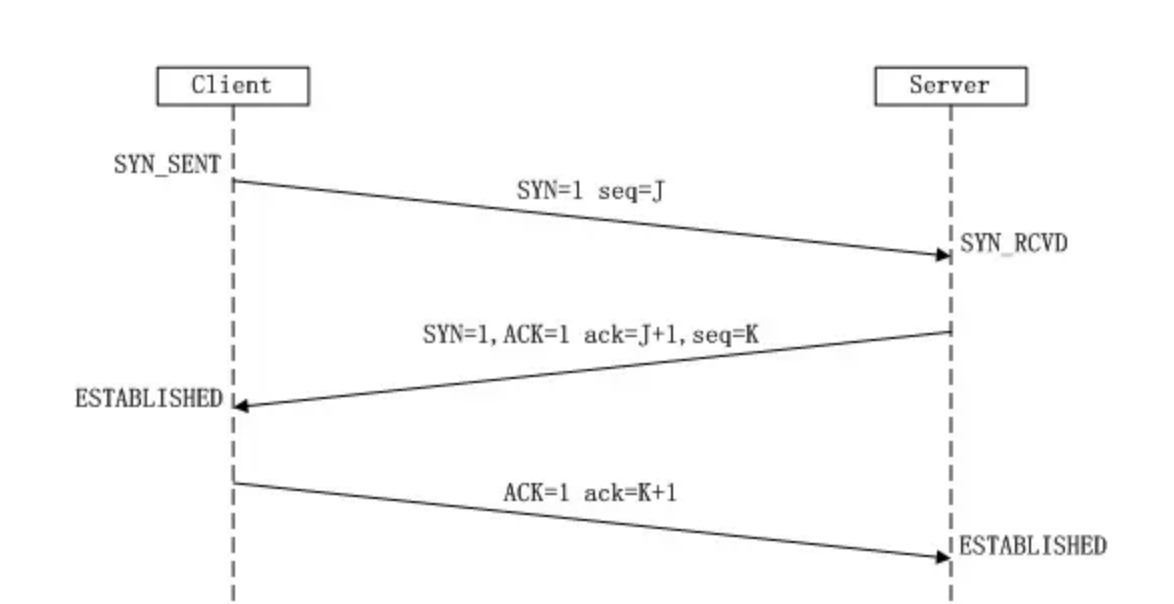 Client
Server
SYN_SENT
SYN=1 seq=J
SYN_RCVD
SYN=1,ACK=1 ack=J+1,seq=K
ESTABLISHED
ACK=1 ack=K+1
ESTABLISHED